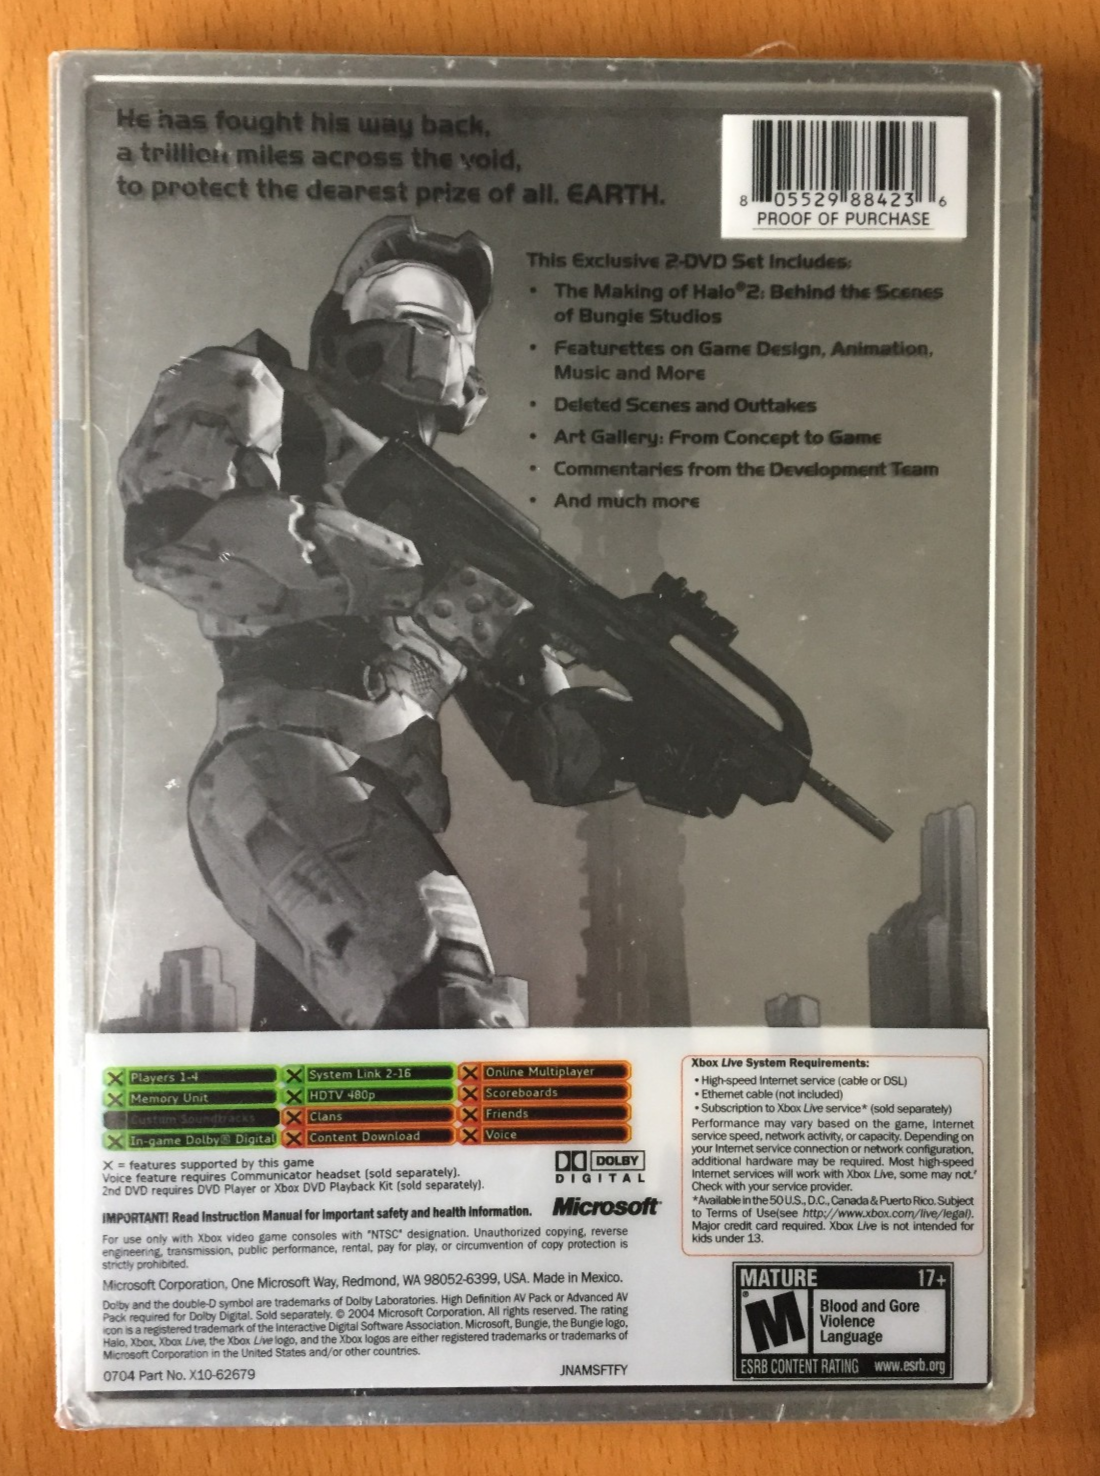 He has fought his way back,
a trillion miles across the void,
to protect the dearest prize of all. EARTH.
8 05529 88423 6
PROOF OF PURCHASE
This Exclusive 2-DVD Set Includes:
• The Making of Halo®2: Behind the Scenes
of Bungie Studios
• Featurettes on Game Design, Animation,
Music and More
• Deleted Scenes and Outtakes
• Art Gallery: From Concept to Game
• Commentaries from the Development Team
• And much more
X Players 1-4
X Memory Unit
Custom Soundtracks
X In-game Dolby® Digital
X System Link 2-16
X HDTV 480p
X Clans
X Content Download
X Online Multiplayer
X Scoreboards
X Friends
X Voice
X = features supported by this game
Voice feature requires Communicator headset (sold separately).
2nd DVD requires DVD Player or Xbox DVD Playback Kit (sold separately).
DOLBY
DIGITAL
Microsoft®
IMPORTANT! Read Instruction Manual for important safety and health information.
For use only with Xbox video game consoles with "NTSC" designation. Unauthorized copying, reverse
engineering, transmission, public performance, rental, pay for play, or circumvention of copy protection is
strictly prohibited.
Microsoft Corporation, One Microsoft Way, Redmond, WA 98052-6399, USA. Made in Mexico.
Dolby and the double-D symbol are trademarks of Dolby Laboratories. High Definition AV Pack or Advanced AV
Pack required for Dolby Digital. Sold separately. © 2004 Microsoft Corporation. All rights reserved. The rating
icon is a registered trademark of the Interactive Digital Software Association. Microsoft, Bungie, the Bungie logo,
Halo, Xbox, Xbox Live, the Xbox Live logo, and the Xbox logos are either registered trademarks or trademarks of
Microsoft Corporation in the United States and/or other countries.
0704 Part No. X10-62679
JNAMSFTFY
Xbox Live System Requirements:
• High-speed Internet service (cable or DSL)
• Ethernet cable (not included)
• Subscription to Xbox Live service* (sold separately)
Performance may vary based on the game, Internet
service speed, network activity, or capacity. Depending on
your Internet service connection or network configuration,
additional hardware may be required. Most high-speed
Internet services will work with Xbox Live, some may not.
Check with your service provider.
*Available in the 50 U.S., D.C., Canada & Puerto Rico. Subject
to Terms of Use(see http://www.xbox.com/live/legal).
Major credit card required. Xbox Live is not intended for
kids under 13.
MATURE 17+
M
Blood and Gore
Violence
Language
ESRB CONTENT RATING www.esrb.org